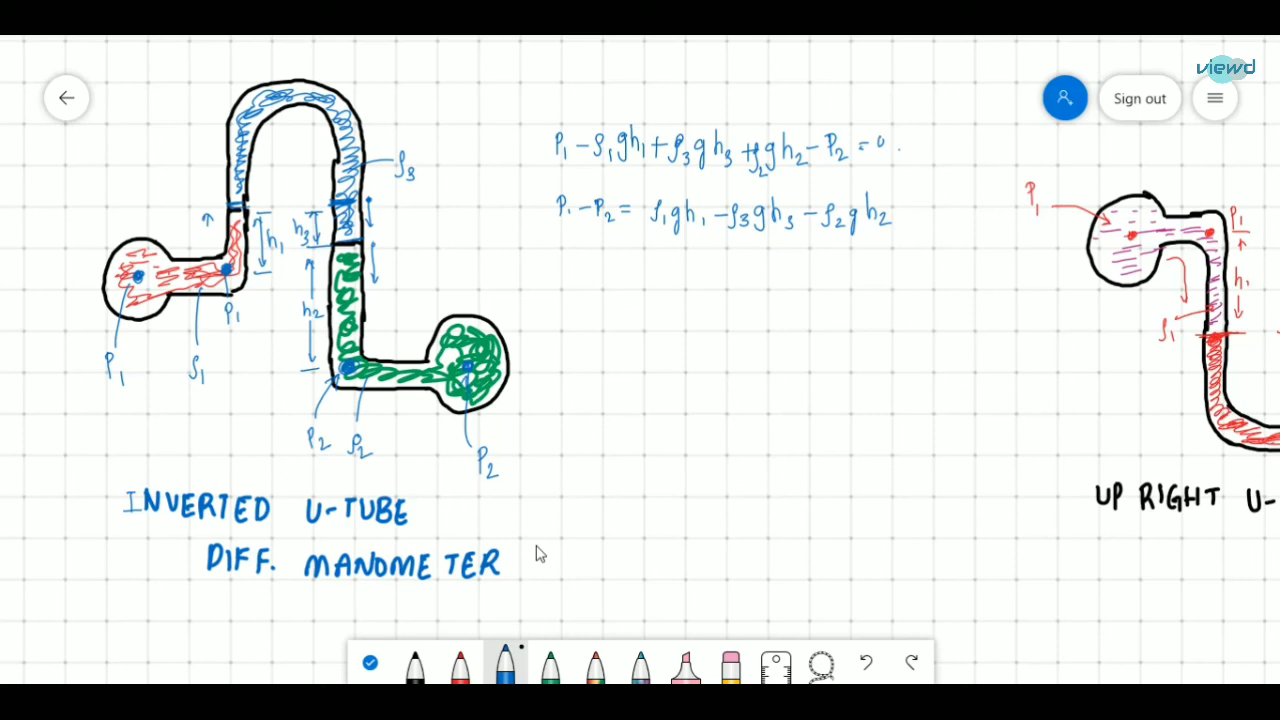 viewd
Sign out
P₁ - ρ₁gh₁ + ρ₃gh₃ + ρ₂gh₂ - P₂ = 0.
P₁ - P₂ = ρ₁gh₁ - ρ₃gh₃ - ρ₂gh₂
ρ₃
h₁
h₃
h₂
P₁
P₁
ρ₁
P₂
ρ₂
P₂
INVERTED U-TUBE
DIFF. MANOMETER
P₁
P₁
h₁
ρ₁
UP RIGHT U-